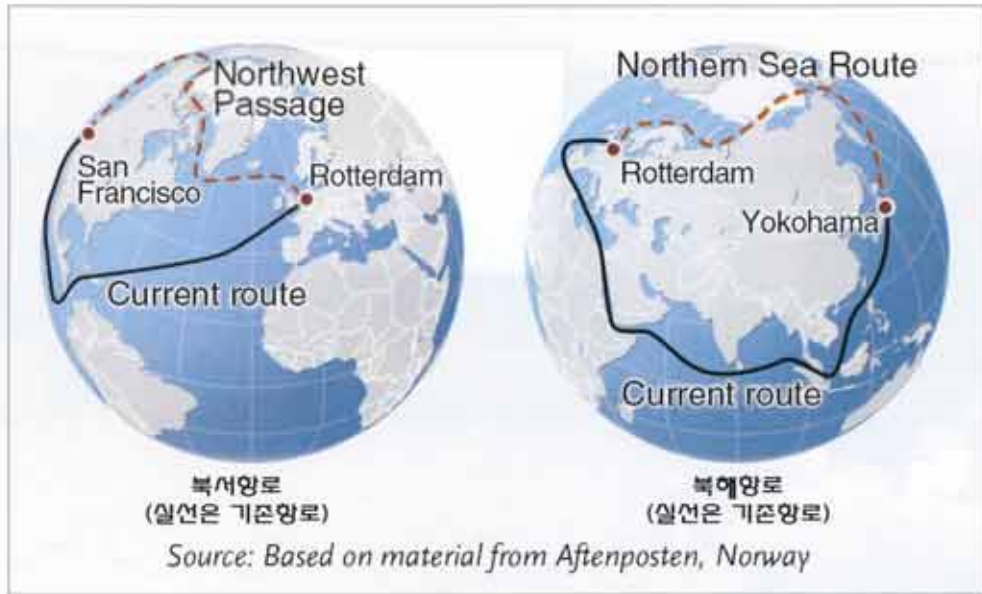 Northwest
Passage
San
Francisco
Rotterdam
Current route
북서항로
(실선은 기존항로)
Northern Sea Route
Rotterdam
Yokohama
Current route
북해항로
(실선은 기존항로)
Source: Based on material from Aftenposten, Norway